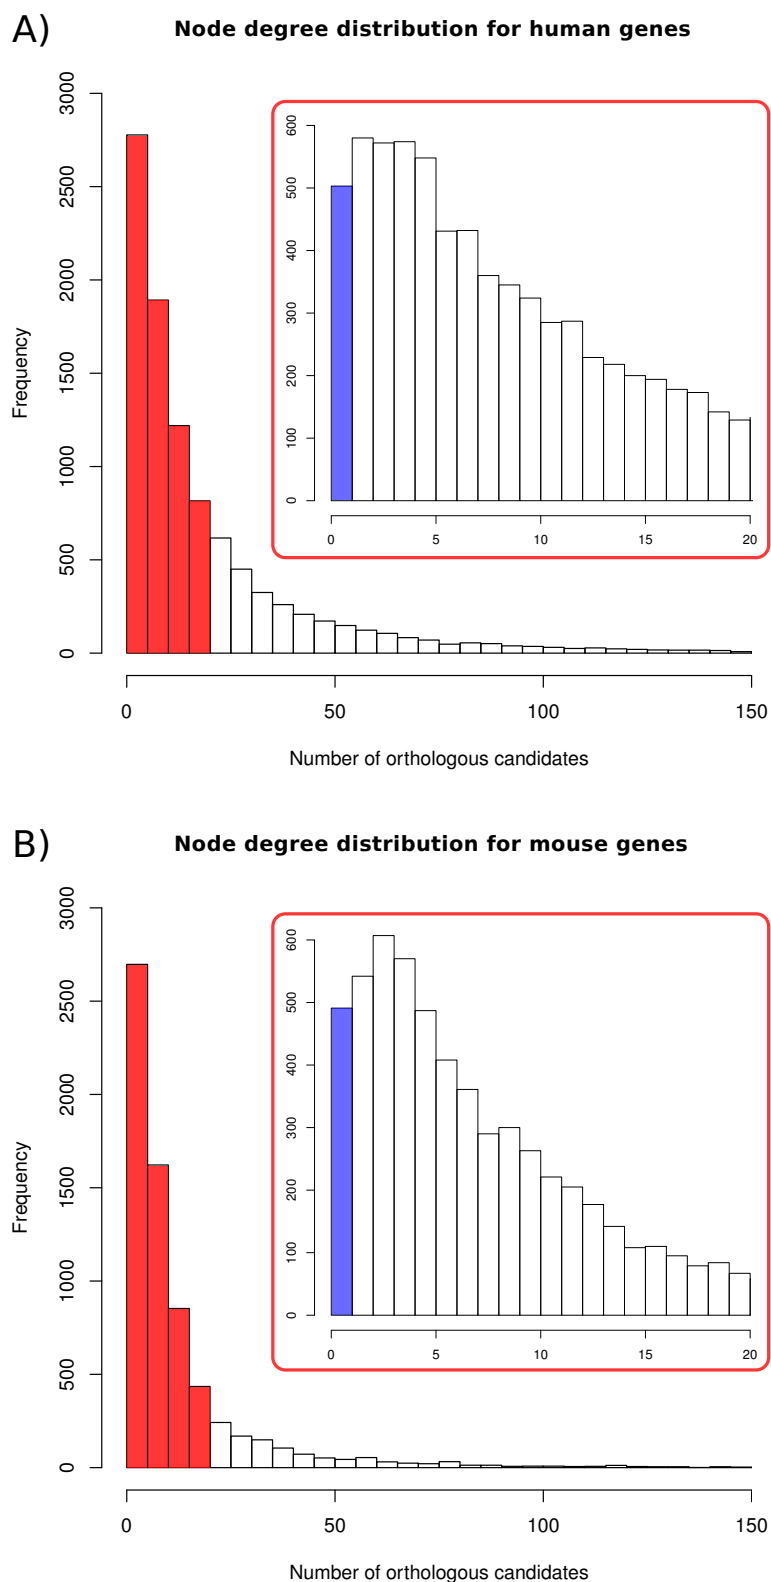 A)
Node degree distribution for human genes
Frequency
3000
2500
2000
1500
1000
500
0
600
500
400
300
200
100
0
0 5 10 15 20
0 50 100 150
Number of orthologous candidates
B)
Node degree distribution for mouse genes
Frequency
3000
2500
2000
1500
1000
500
0
600
500
400
300
200
100
0
0 5 10 15 20
0 50 100 150
Number of orthologous candidates